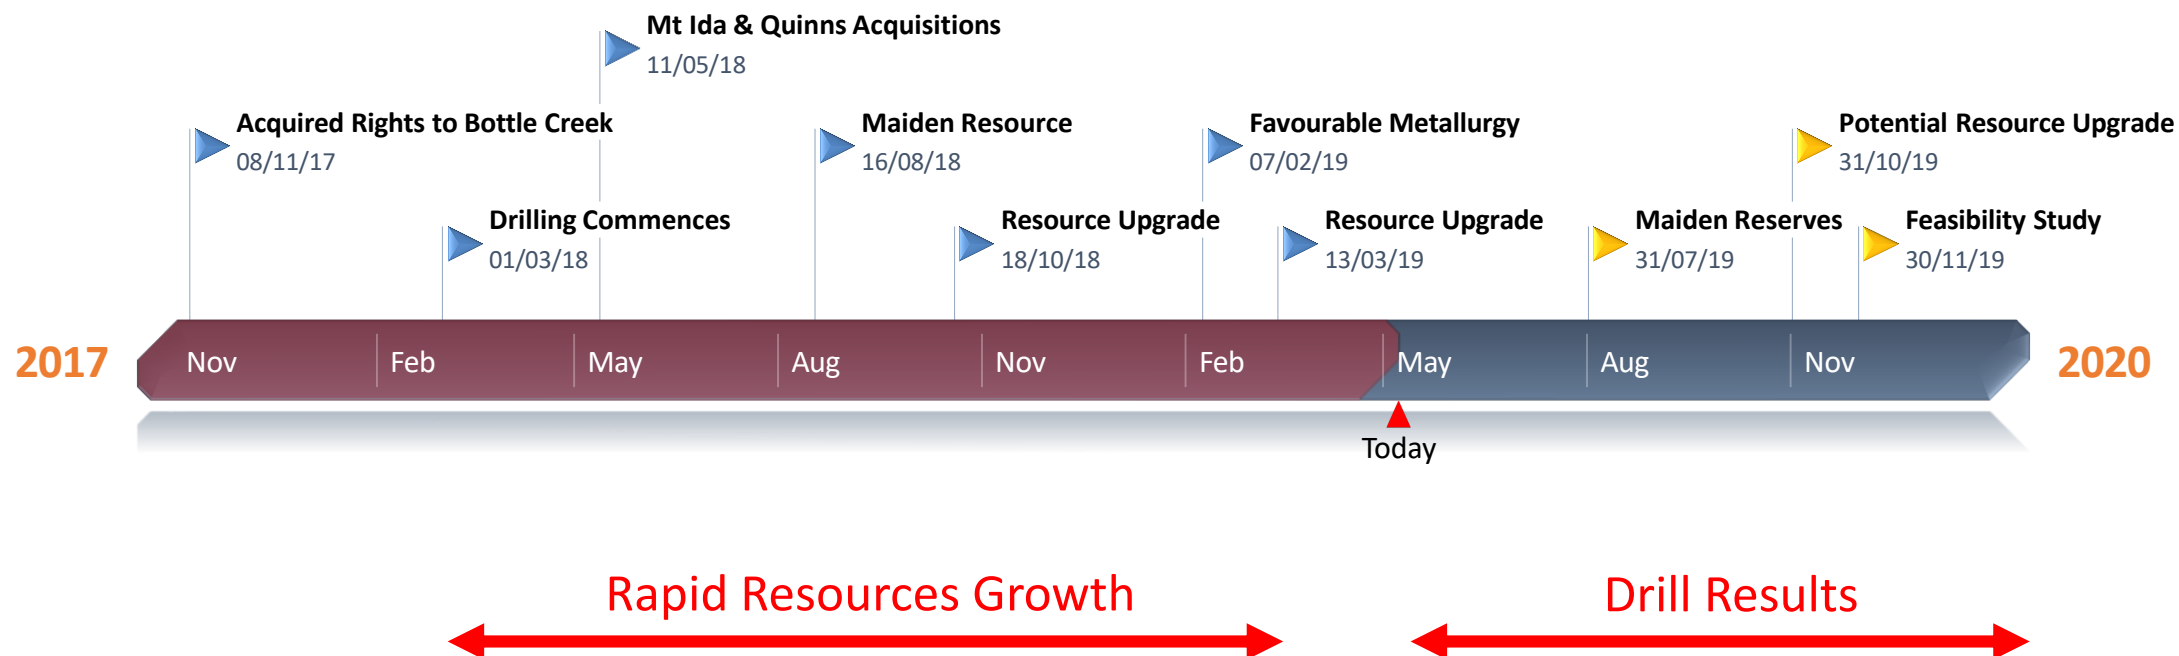 Mt Ida & Quinns Acquisitions
11/05/18
Acquired Rights to Bottle Creek
08/11/17
Maiden Resource
16/08/18
Favourable Metallurgy
07/02/19
Potential Resource Upgrade
31/10/19
Drilling Commences
01/03/18
Resource Upgrade
18/10/18
Resource Upgrade
13/03/19
Maiden Reserves
31/07/19
Feasibility Study
30/11/19
2017 Nov Feb May Aug Nov Feb May Aug Nov 2020
Today
Rapid Resources Growth
Drill Results